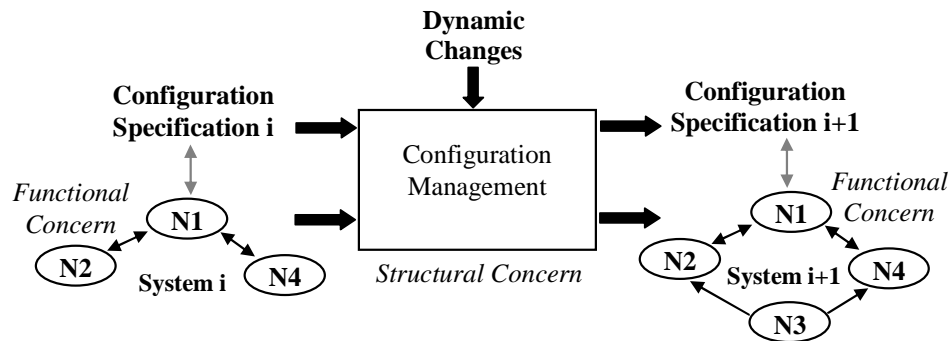 Dynamic
Changes
Configuration
Specification i
Configuration
Management
Configuration
Specification i+1
Functional
Concern
N1
N2
System i
N4
Structural Concern
Functional
Concern
N1
N2
System i+1
N4
N3